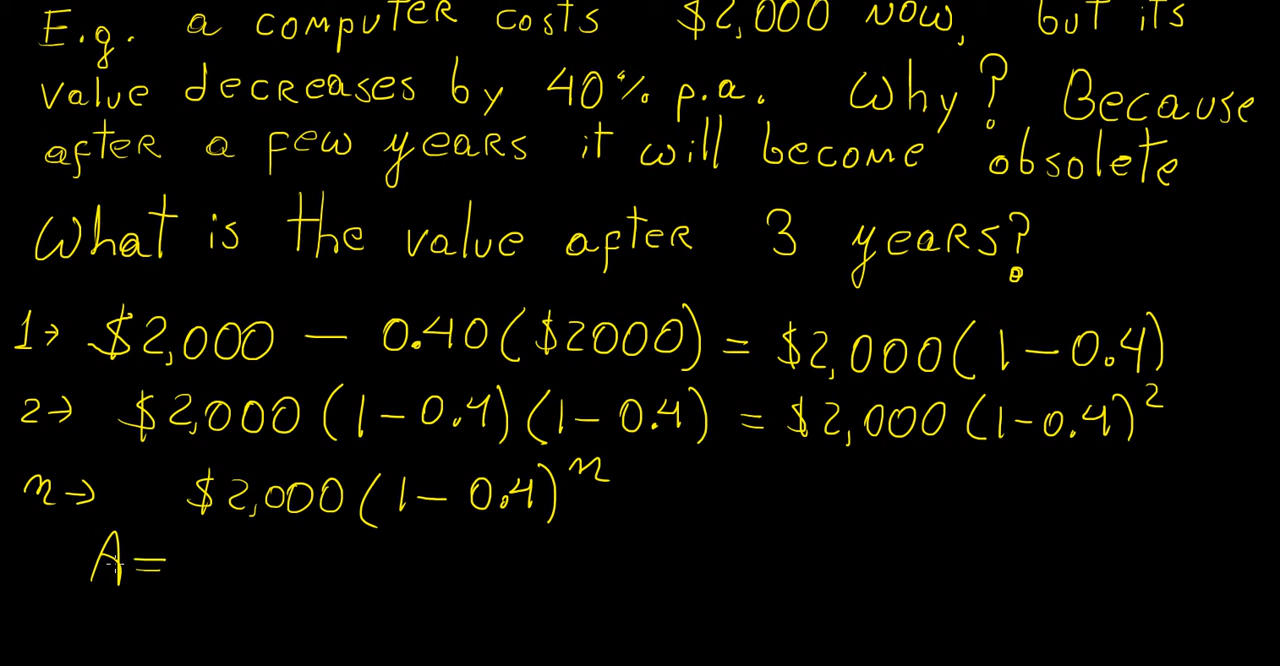 E.g. a computer costs $2,000 now, but its
value decreases by 40% p.a. Why? Because
after a few years it will become obsolete
What is the value after 3 years?
1→ $2,000 − 0.40($2000) = $2,000(1−0.4)
2→ $2,000(1−0.4)(1−0.4) = $2,000(1−0.4)²
n→ $2,000(1−0.4)ⁿ
A=